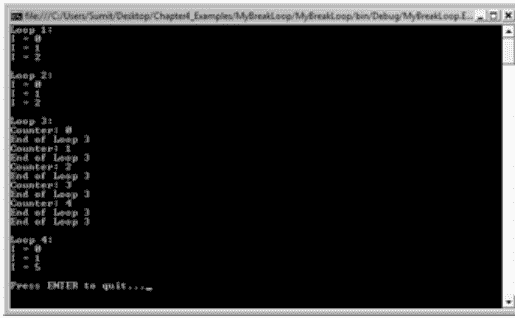 file:///C:/Users/Sumit/Desktop/Chapter4_Examples/MyBreakLoop/MyBreakLoop/bin/Debug/MyBreakLoop.E...
Loop 1:
I = 0
I = 1
I = 2
Loop 2:
I = 0
I = 1
I = 2
Loop 3:
Counter: 0
End of Loop 3
Counter: 1
End of Loop 3
Counter: 2
End of Loop 3
Counter: 3
End of Loop 3
Counter: 4
End of Loop 3
End of Loop 3
Loop 4:
I = 0
I = 1
I = 5
Press ENTER to quit..._